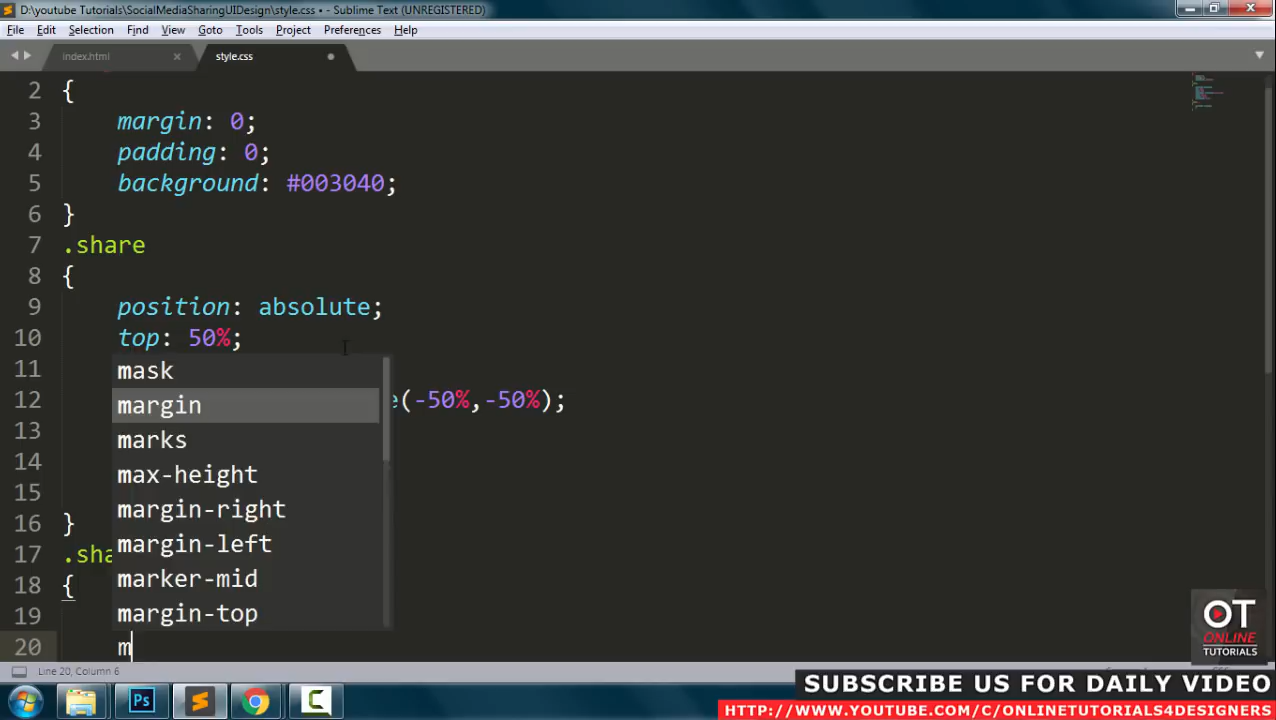 D:\youtube Tutorials\SocialMediaSharingUIDesign\style.css • - Sublime Text (UNREGISTERED)
File Edit Selection Find View Goto Tools Project Preferences Help
index.html × style.css
2 {
3 margin: 0;
4 padding: 0;
5 background: #003040;
6 }
7 .share
8 {
9 position: absolute;
10 top: 50%;
11 mask
12 margin e(-50%,-50%);
13 marks
14 max-height
15 margin-right
16 } margin-left
17 .sha marker-mid
18 { margin-top
19
20 m
Line 20, Column 6
OT
ONLINE
TUTORIALS
Ps
SUBSCRIBE US FOR DAILY VIDEO
HTTP://WWW.YOUTUBE.COM/C/ONLINETUTORIALS4DESIGNERS